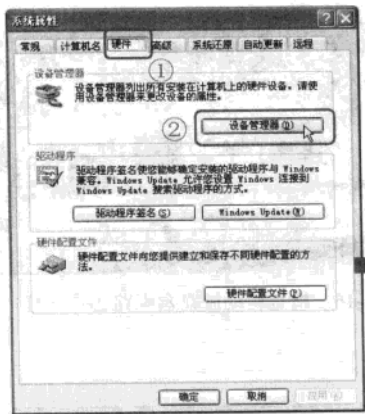 系统属性
常规 计算机名 硬件 高级 系统还原 自动更新 远程
①
设备管理器
设备管理器列出所有安装在计算机上的硬件设备。请使
用设备管理器来更改设备的属性。
② 设备管理器(D)
驱动程序
驱动程序签名使您能够确定安装的驱动程序与 Windows
兼容。Windows Update 允许您设置 Windows 连接到
Windows Update 搜索驱动程序的方式。
驱动程序签名(S) Windows Update(W)
硬件配置文件
硬件配置文件向您提供建立和保存不同硬件配置的方
法。
硬件配置文件(P)
确定 取消 应用(A)